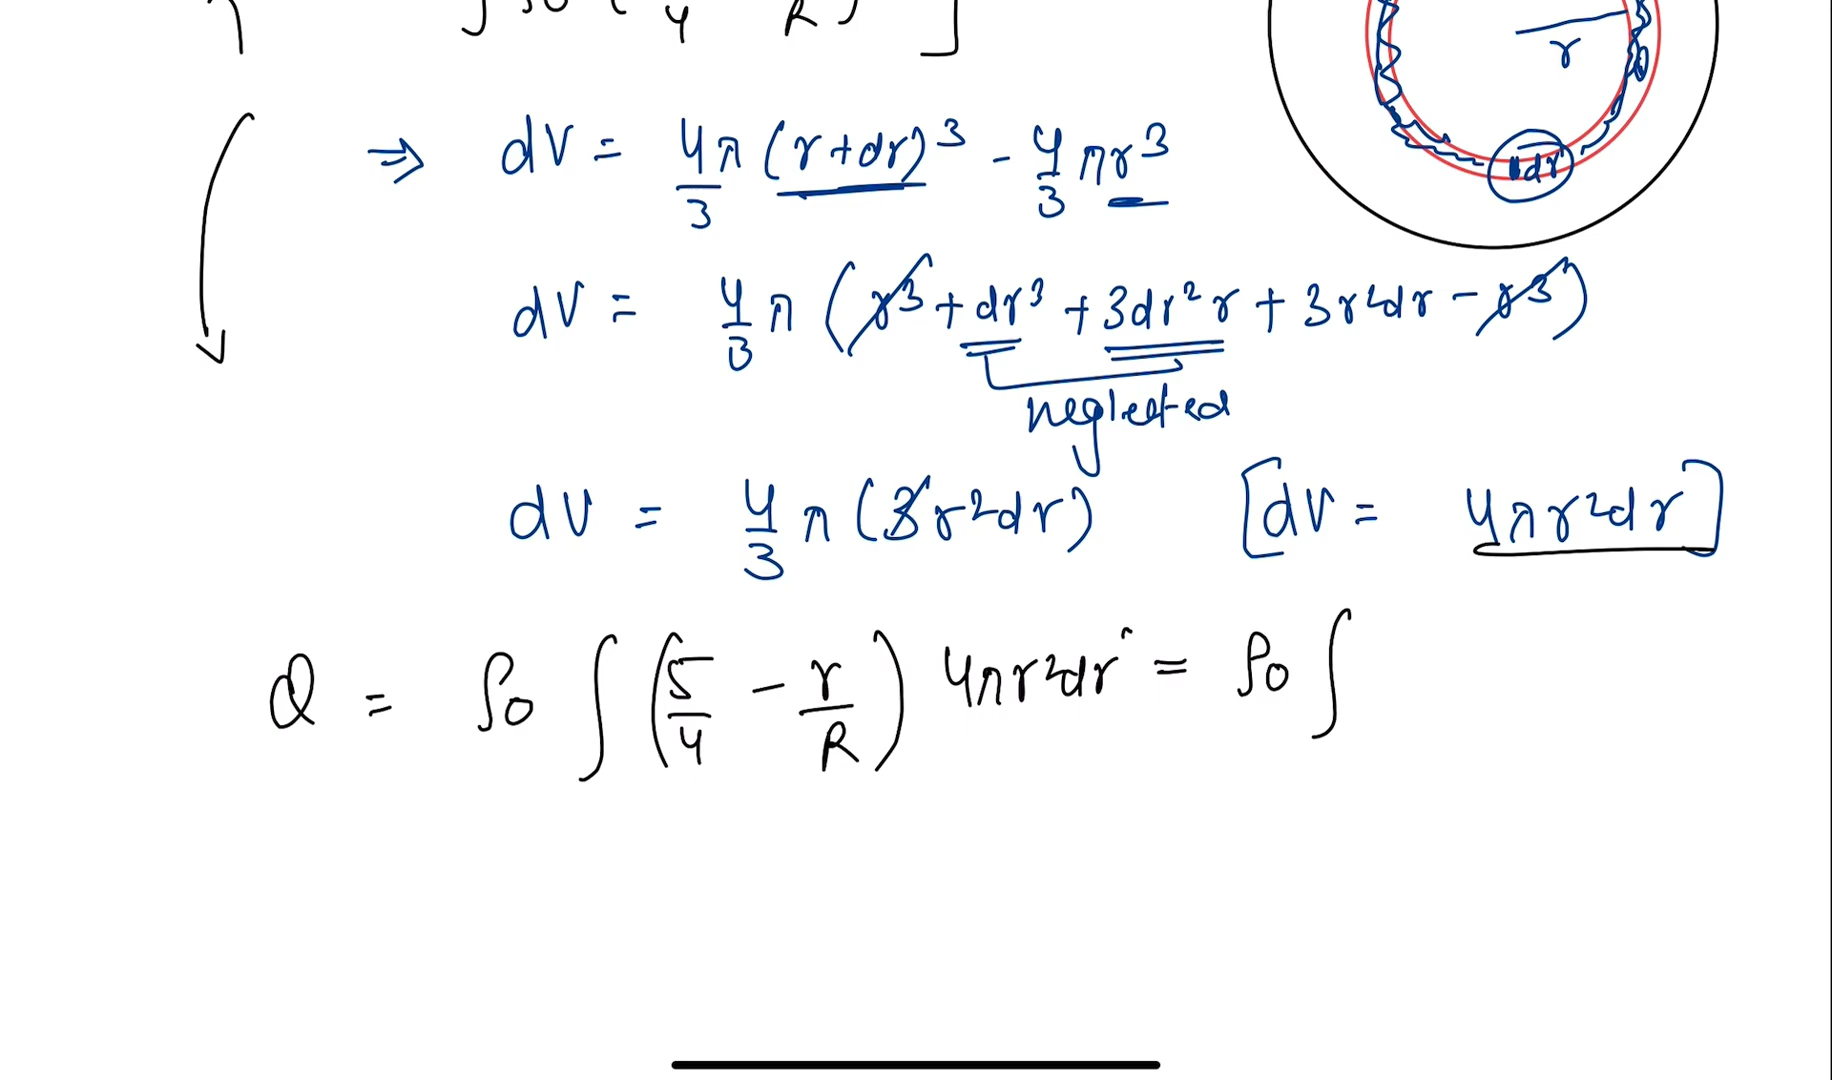 r
⇒ dV = 4π/3 (r+dr)³ - 4/3 πr³
dr
dV = 4/3 π (r³ + dr³ + 3dr²r + 3r²dr - r³)
neglected
dV = 4/3 π (3r²dr) [dV = 4πr²dr]
Q = ρ0 ∫ (5/4 - r/R) 4πr²dr = ρ0 ∫